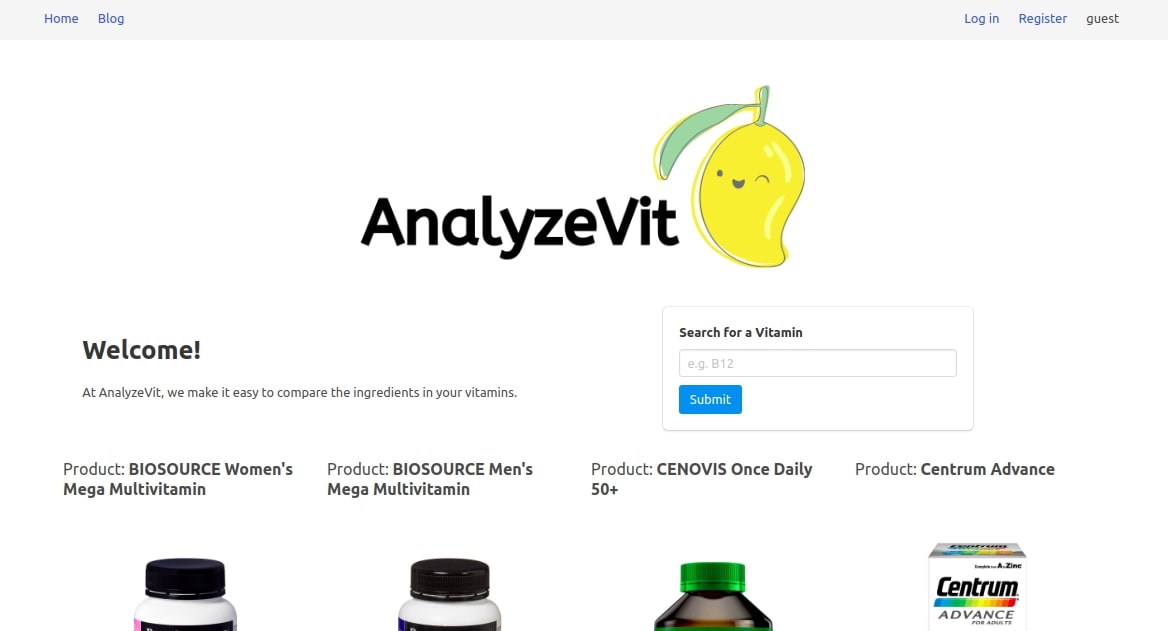 Home Blog Log in Register guest
AnalyzeVit
Search for a Vitamin
e.g. B12
Submit
Welcome!
At AnalyzeVit, we make it easy to compare the ingredients in your vitamins.
Product: BIOSOURCE Women's
Mega Multivitamin
Product: BIOSOURCE Men's
Mega Multivitamin
Product: CENOVIS Once Daily
50+
Product: Centrum Advance
Centrum
Complete from A to Zinc
Centrum
ADVANCE
FOR ADULTS